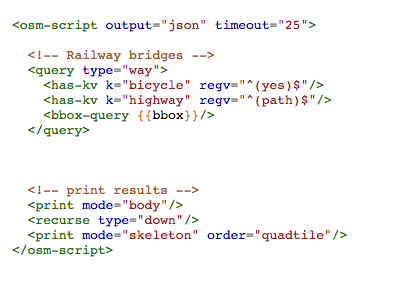 <osm-script output="json" timeout="25">
<!-- Railway bridges -->
<query type="way">
<has-kv k="bicycle" regv="^(yes)$"/>
<has-kv k="highway" regv="^(path)$"/>
<bbox-query {{bbox}}/>
</query>
<!-- print results -->
<print mode="body"/>
<recurse type="down"/>
<print mode="skeleton" order="quadtile"/>
</osm-script>